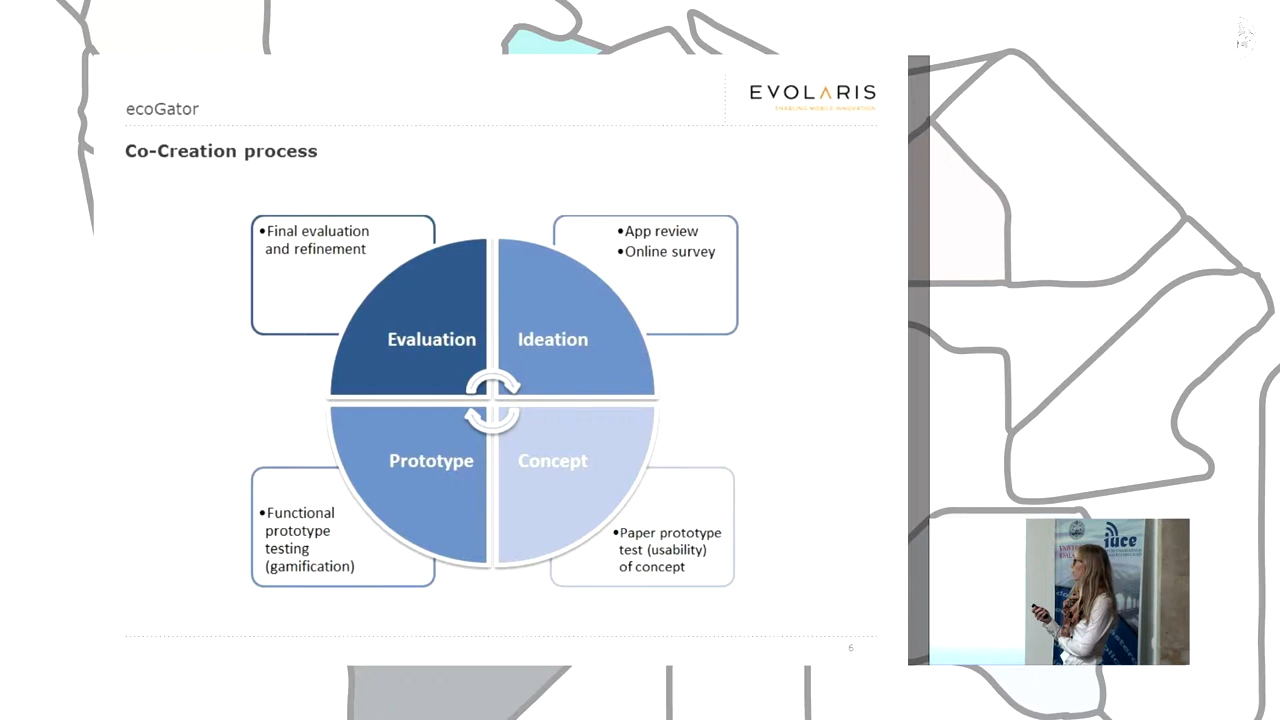 ecoGator
EVOLARIS
ENABLING MOBILE INNOVATION
Co-Creation process
•Final evaluation
and refinement
•App review
•Online survey
Evaluation
Ideation
Prototype
Concept
•Functional
prototype
testing
(gamification)
•Paper prototype
test (usability)
of concept
6
iuce